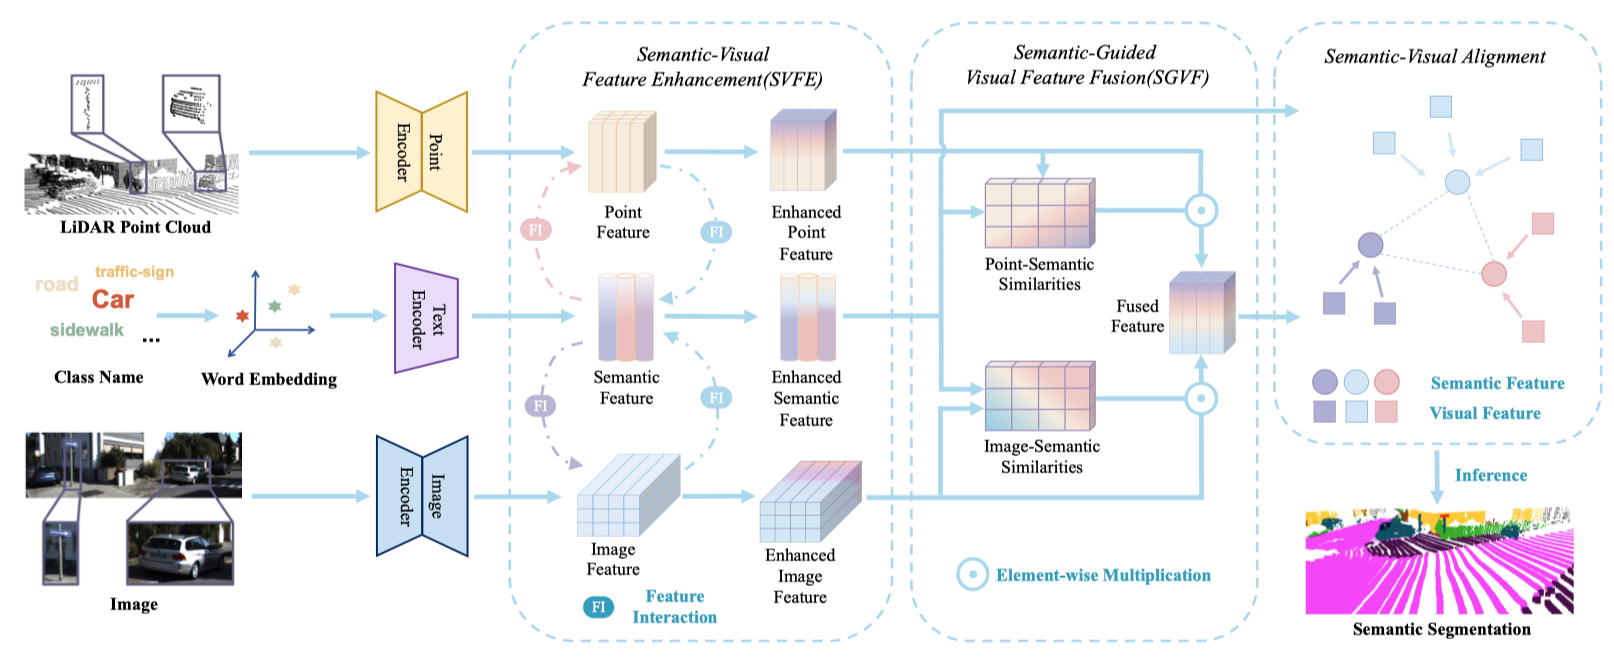 LiDAR Point Cloud
road
traffic-sign
Car
sidewalk
...
Class Name
Word Embedding
Image
Point
Encoder
Text
Encoder
Image
Encoder
Semantic-Visual
Feature Enhancement(SVFE)
Point
Feature
Enhanced
Point
Feature
FI
FI
Semantic
Feature
Enhanced
Semantic
Feature
FI
FI
Image
Feature
Enhanced
Image
Feature
FI
Feature
Interaction
Semantic-Guided
Visual Feature Fusion(SGVF)
Point-Semantic
Similarities
Fused
Feature
Image-Semantic
Similarities
Element-wise Multiplication
Semantic-Visual Alignment
Semantic Feature
Visual Feature
Inference
Semantic Segmentation